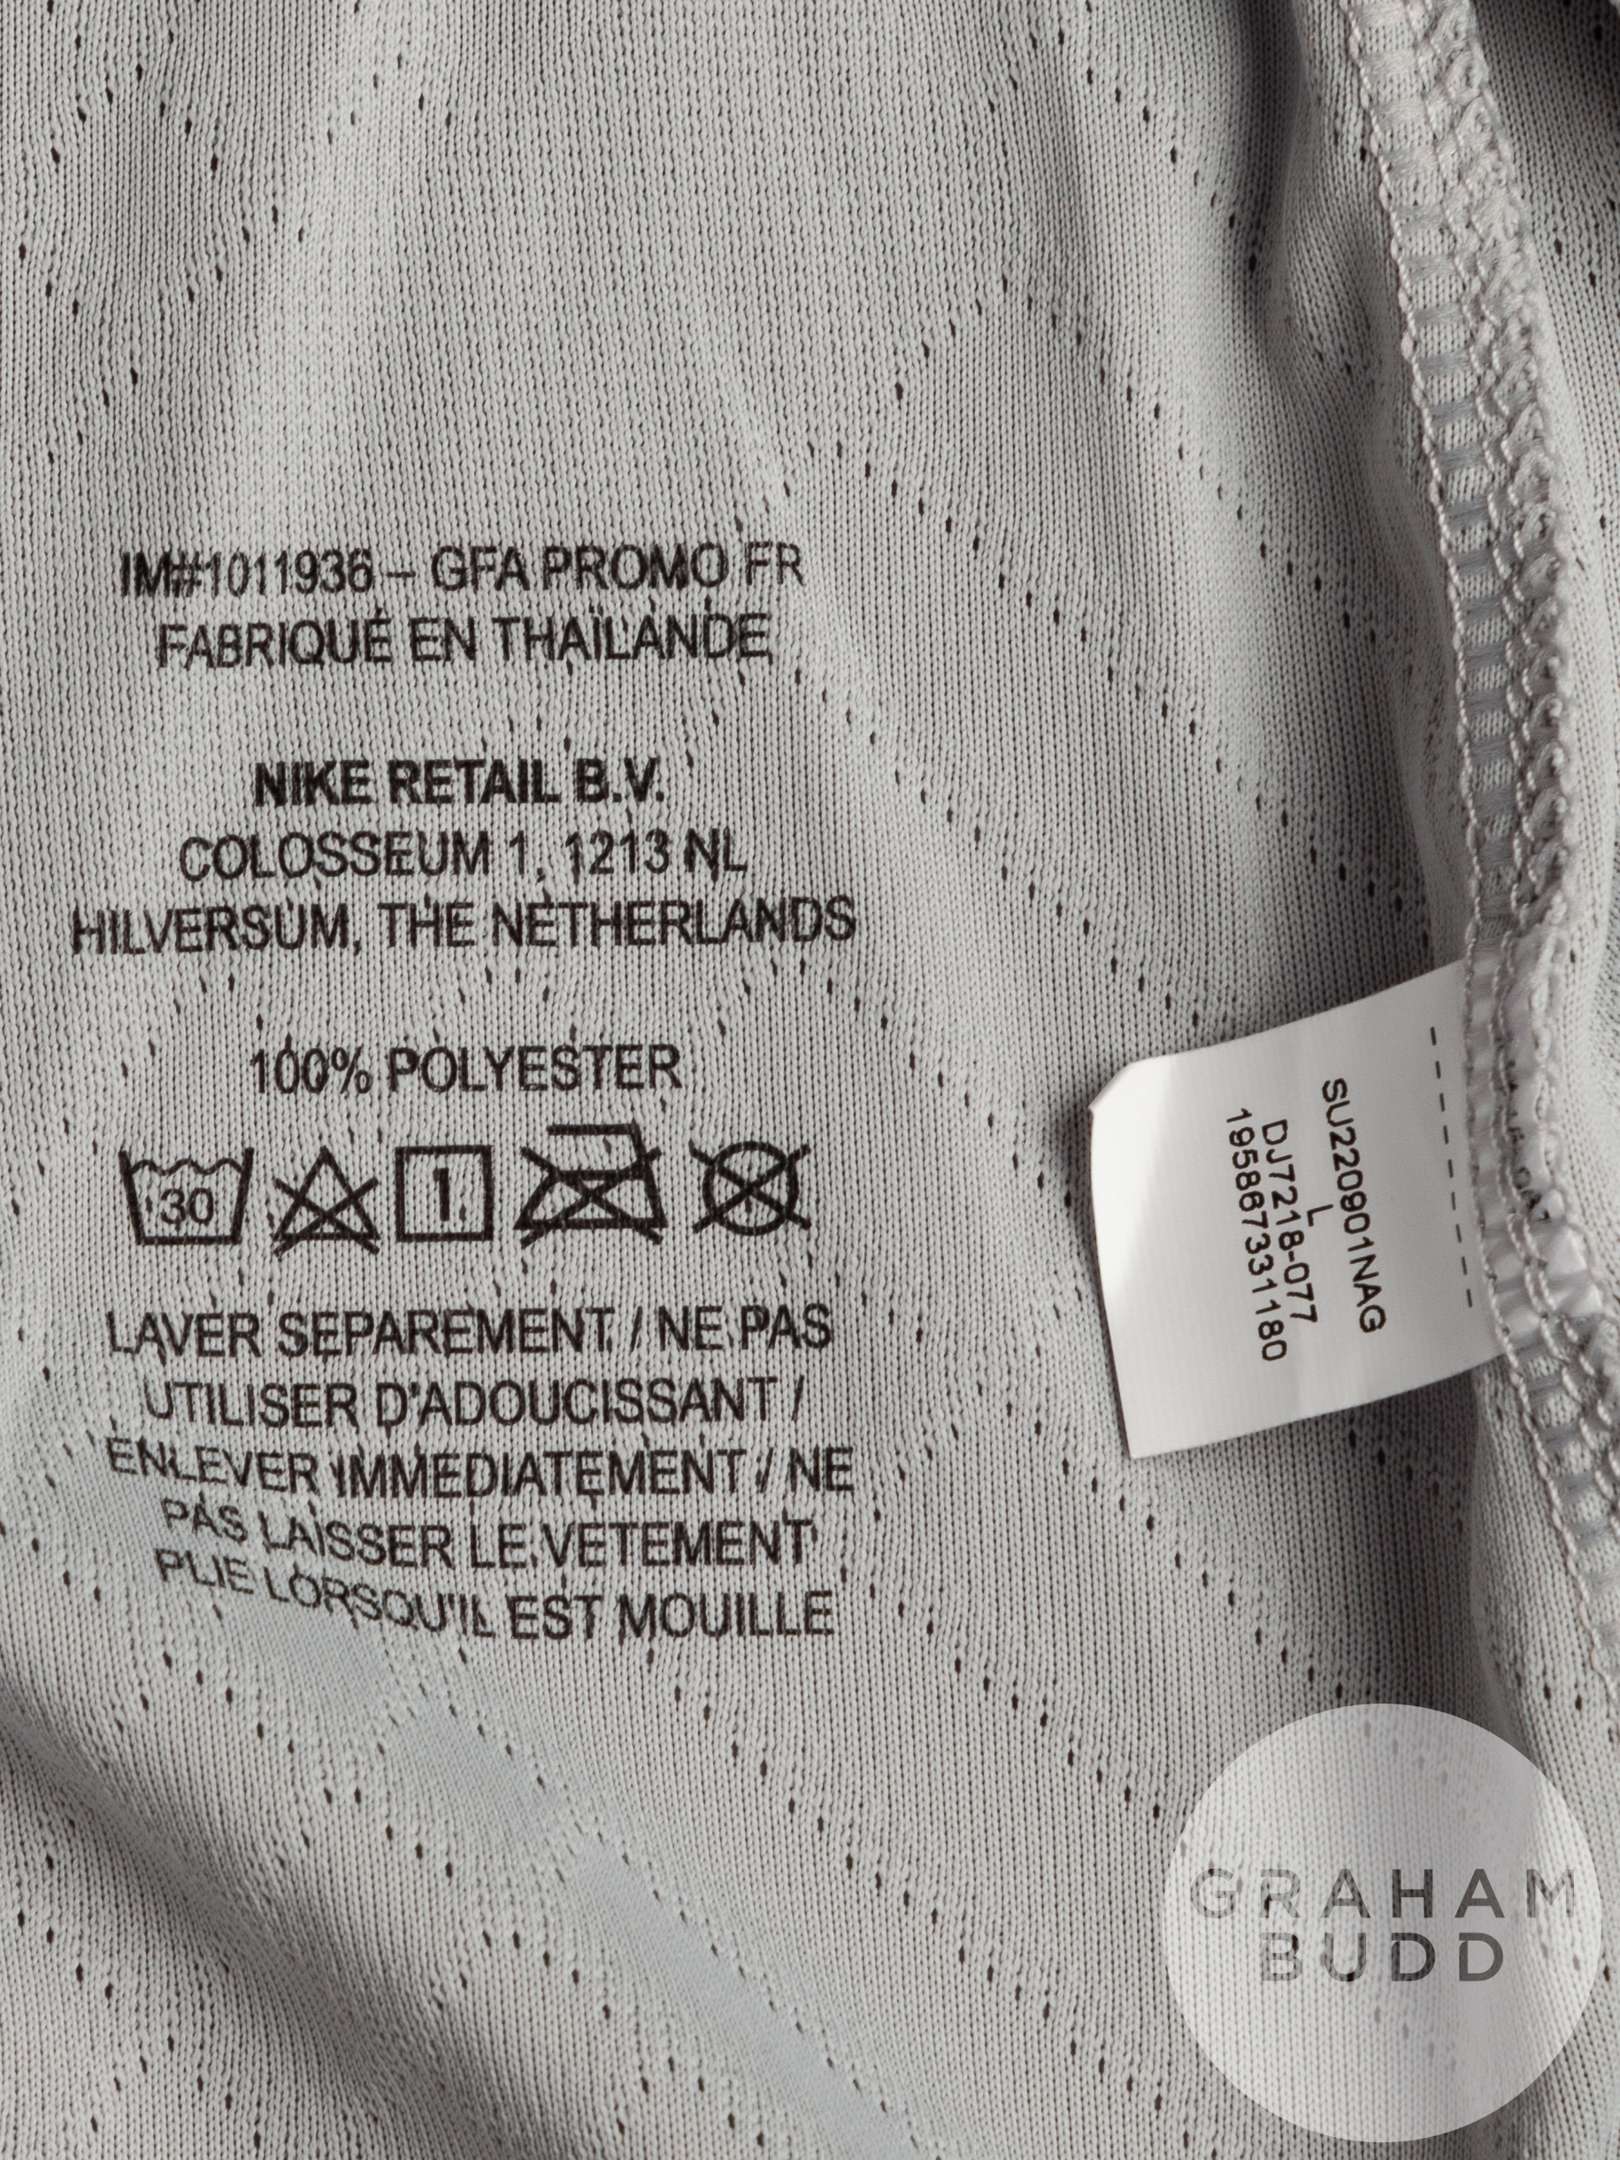 IM#1011936 – GFA PROMO FR
FABRIQUÉ EN THAÏLANDE
NIKE RETAIL B.V.
COLOSSEUM 1, 1213 NL
HILVERSUM, THE NETHERLANDS
100% POLYESTER
30
LAVER SEPAREMENT / NE PAS
UTILISER D'ADOUCISSANT /
ENLEVER IMMEDIATEMENT / NE
PAS LAISSER LE VETEMENT
PLIE LORSQU'IL EST MOUILLE
SU220901NAG
L
DJ7218-077
195867331180
GRAHAM
BUDD